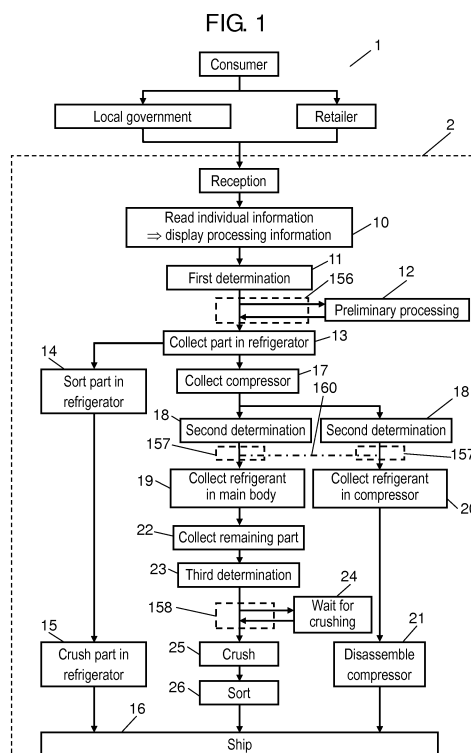 FIG. 1
1
Consumer
Local government
Retailer
2
Reception
Read individual information
⇒ display processing information
10
11
First determination
156
12
Preliminary processing
Collect part in refrigerator
13
14
Sort part in
refrigerator
Collect compressor
17
160
18
Second determination
Second determination
18
157
157
19
Collect refrigerant
in main body
Collect refrigerant
in compressor
20
22
Collect remaining part
23
Third determination
24
158
Wait for
crushing
15
Crush part in
refrigerator
25
Crush
21
Disassemble
compressor
26
Sort
16
Ship